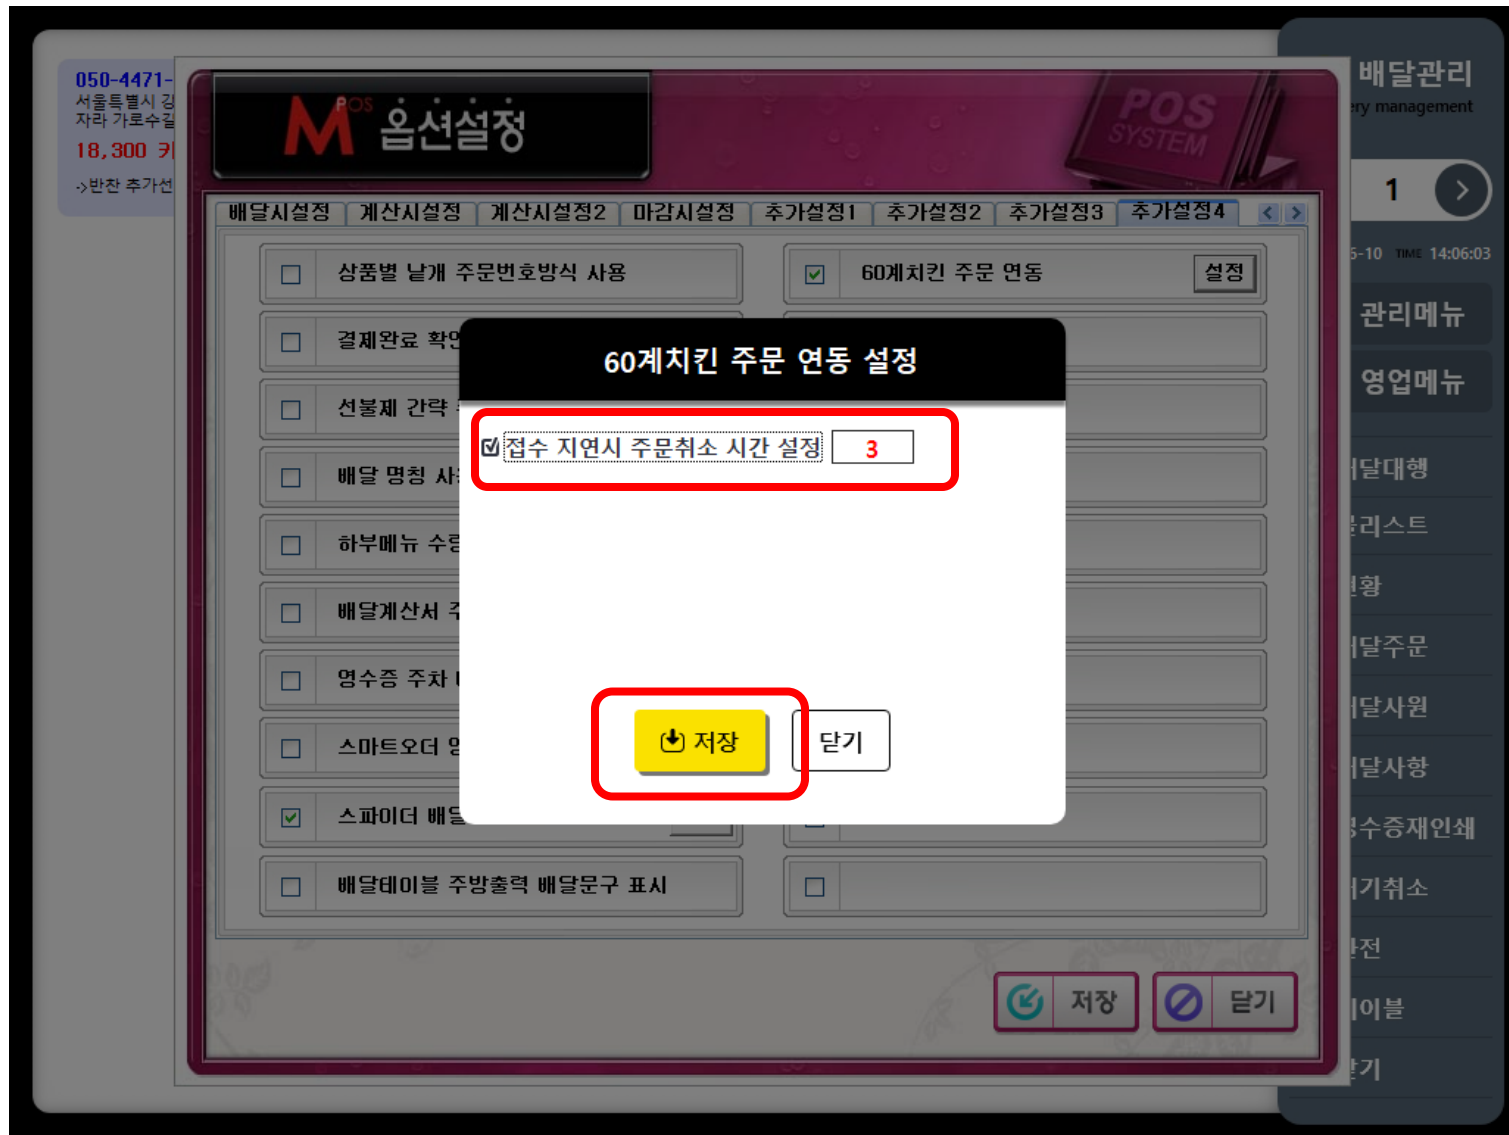 050-4471-
서울특별시 강
자라 가로수길
18,300 카
->반찬 추가선
MPOS 옵션설정
POS
SYSTEM
배달시설정 계산시설정 계산시설정2 마감시설정 추가설정1 추가설정2 추가설정3 추가설정4
상품별 낱개 주문번호방식 사용
60계치킨 주문 연동 설정
결제완료 확인
선불제 간략
배달 명칭 사
하부메뉴 수량
배달계산서 주
영수증 주차
스마트오더
스파이더 배달
배달테이블 주방출력 배달문구 표시
60계치킨 주문 연동 설정
접수 지연시 주문취소 시간 설정 3
저장 닫기
저장 닫기
배달관리
ery management
1
6-10 TIME 14:06:03
관리메뉴
영업메뉴
달대행
리스트
황
달주문
달사원
달사항
수증재인쇄
기취소
전
이블
기